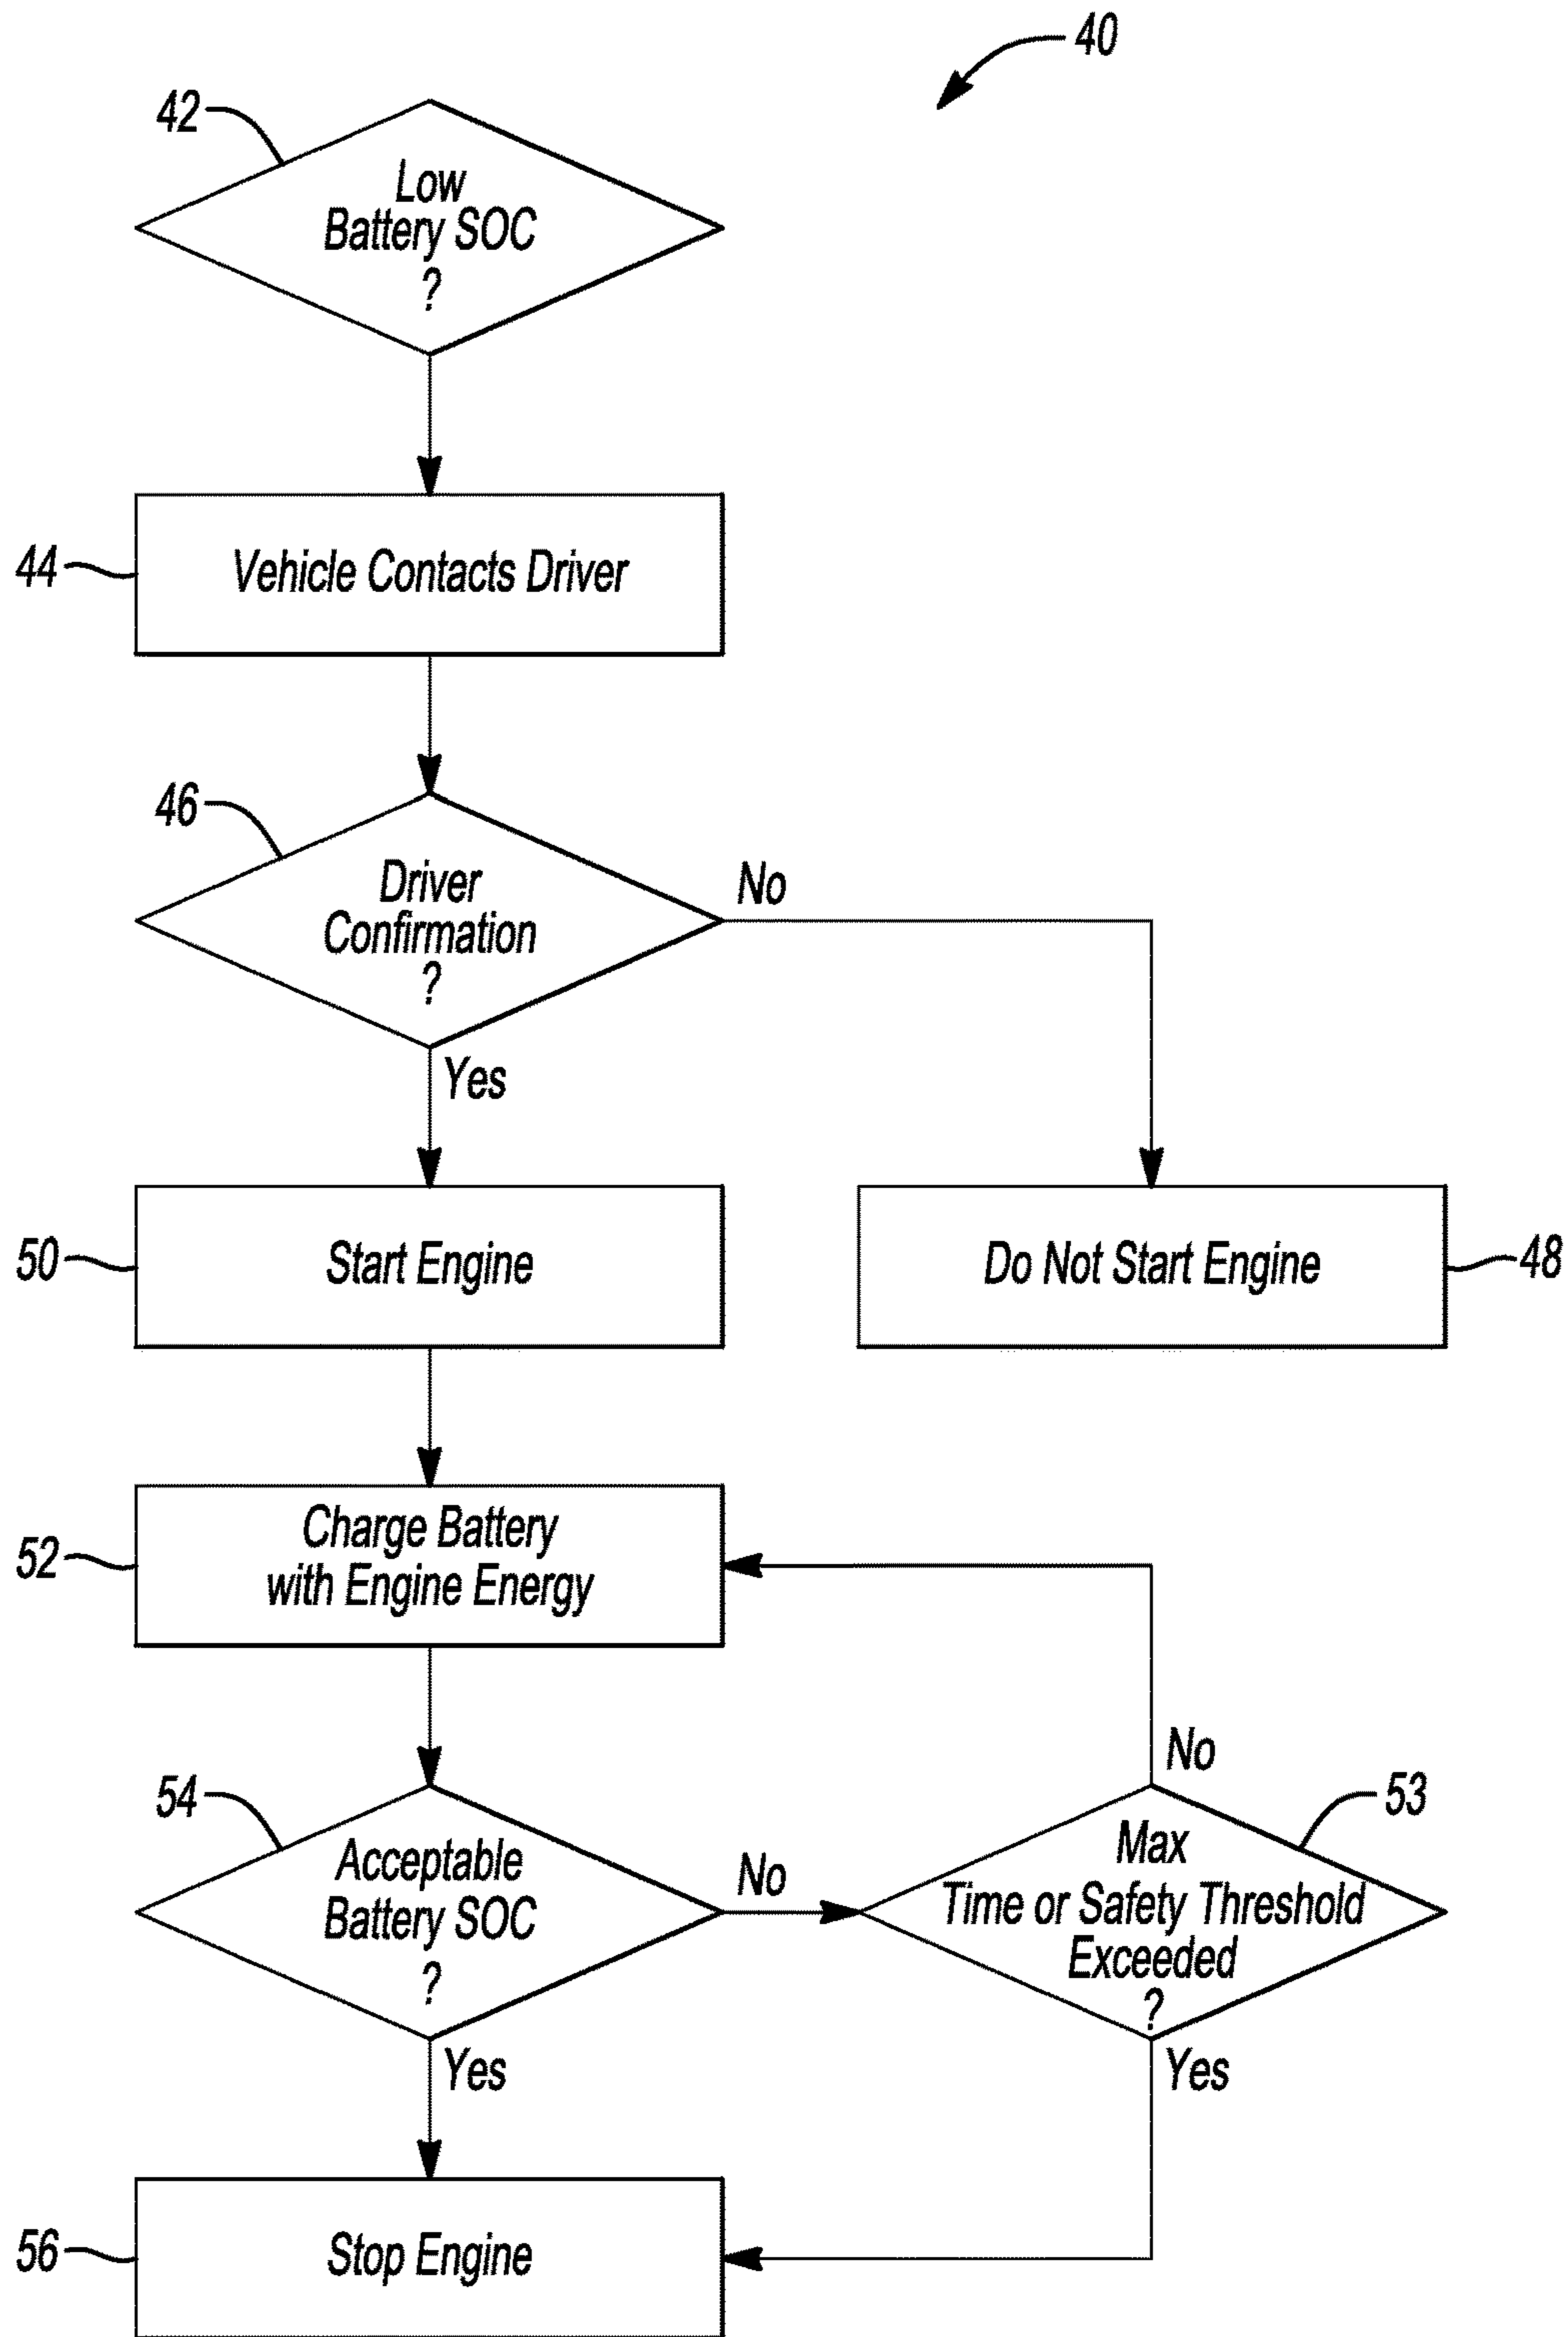 40
42
Low
Battery SOC
?
44
Vehicle Contacts Driver
46
Driver
Confirmation
?
No
Yes
50
Start Engine
Do Not Start Engine
48
52
Charge Battery
with Engine Energy
No
54
Acceptable
Battery SOC
?
No
53
Max
Time or Safety Threshold
Exceeded
?
Yes
Yes
56
Stop Engine